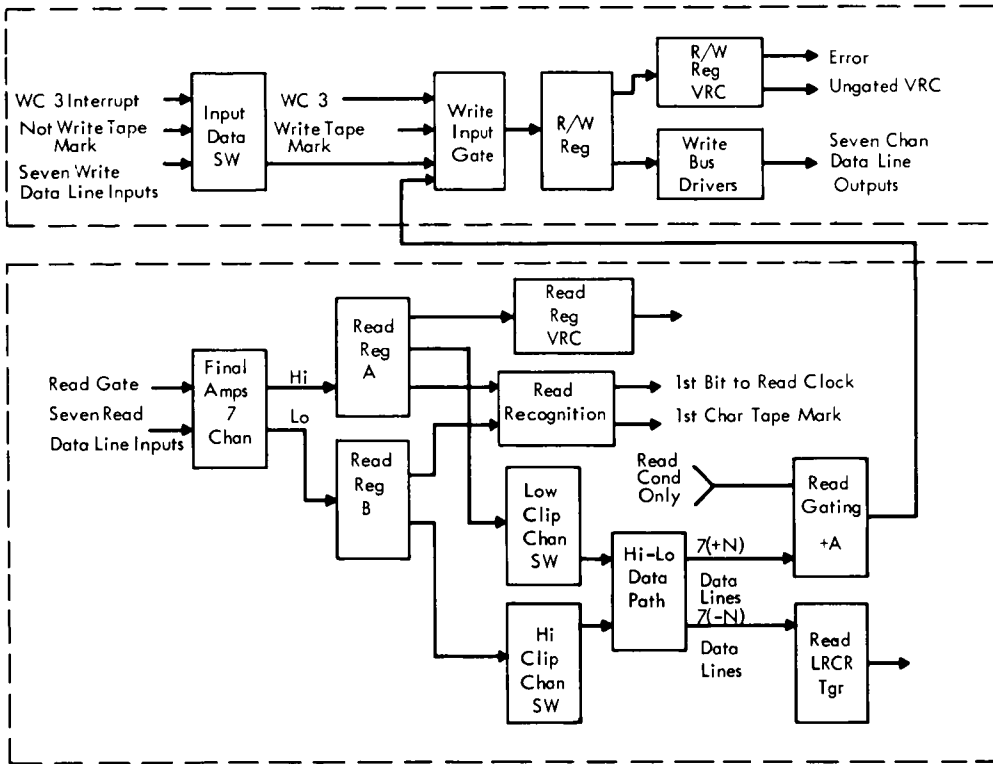 WC 3 Interrupt
Not Write Tape
Mark
Seven Write
Data Line Inputs
Input
Data
SW
WC 3
Write Tape
Mark
Write
Input
Gate
R/W
Reg
R/W
Reg
VRC
Error
Ungated VRC
Write
Bus
Drivers
Seven Chan
Data Line
Outputs
Read Gate
Seven Read
Data Line Inputs
Final
Amps
7
Chan
Hi
Lo
Read
Reg
A
Read
Reg
B
Read
Reg
VRC
Read
Recognition
1st Bit to Read Clock
1st Char Tape Mark
Low
Clip
Chan
SW
Hi
Clip
Chan
SW
Hi-Lo
Data
Path
Read
Cond
Only
7(+N)
Data
Lines
7(-N)
Data
Lines
Read
Gating
+A
Read
LRCR
Tgr